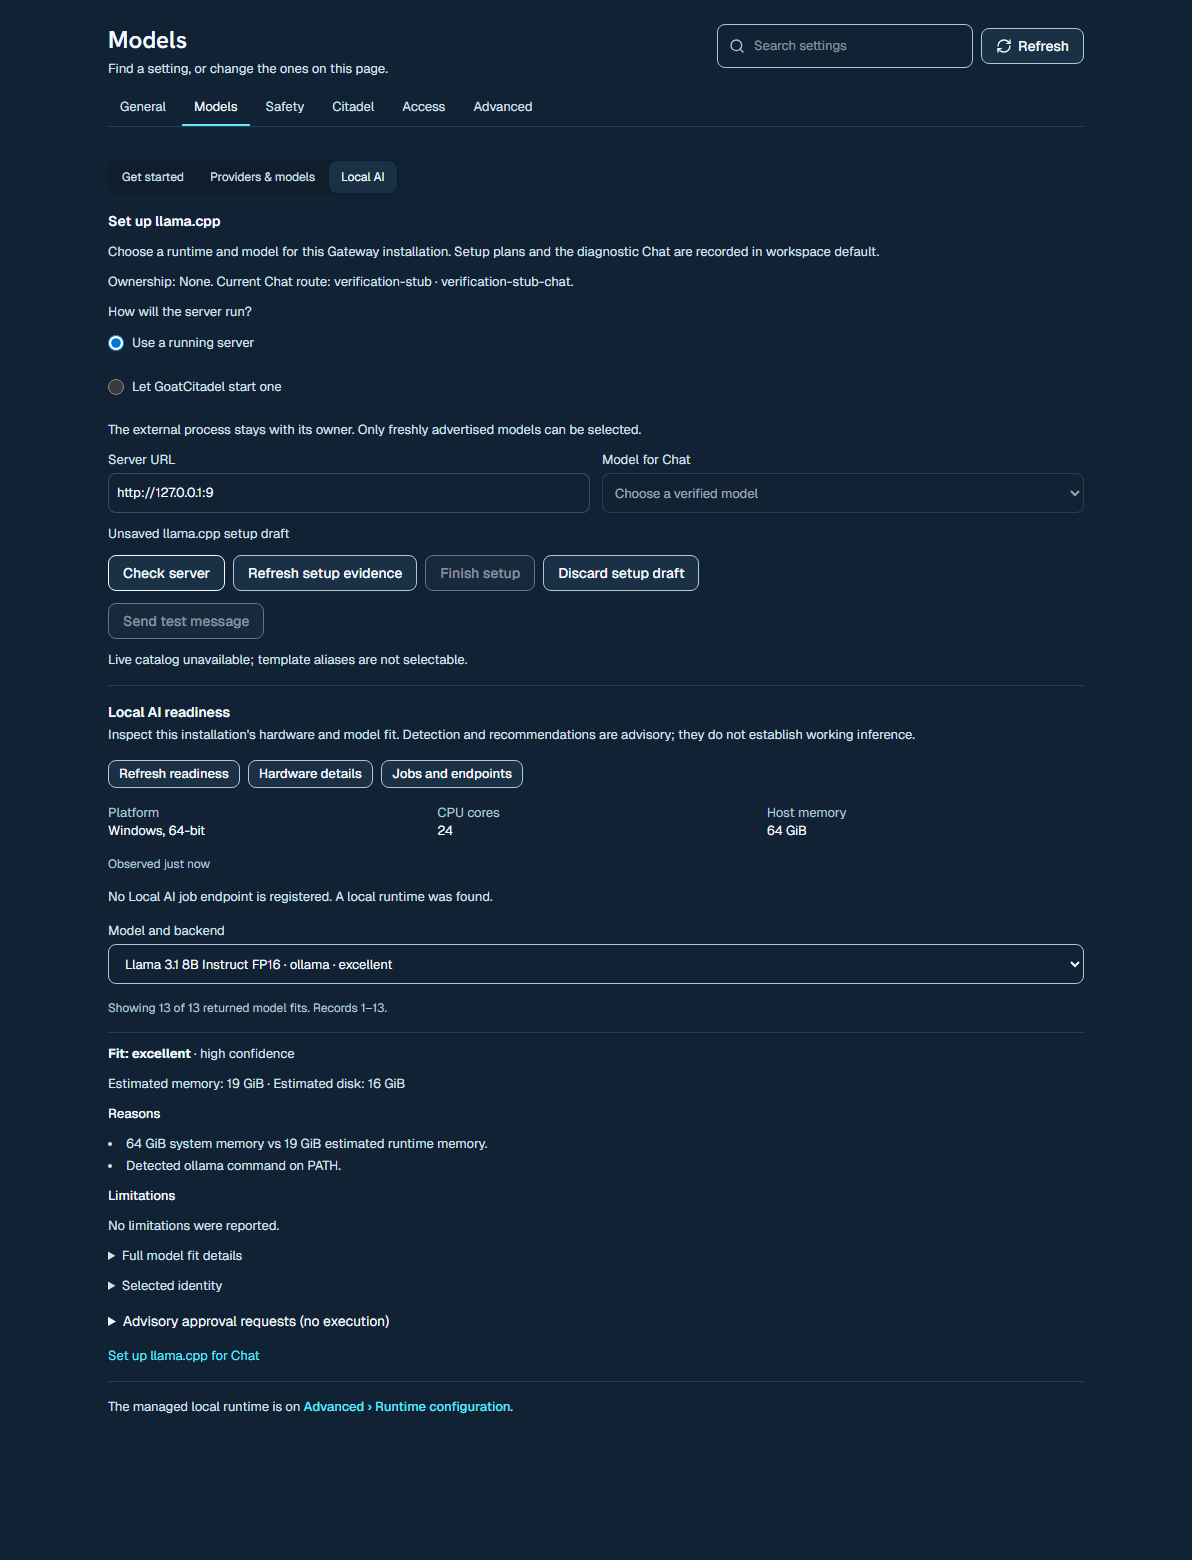 Models
Find a setting, or change the ones on this page.
Search settings
Refresh
General
Models
Safety
Citadel
Access
Advanced
Get started
Providers & models
Local AI
Set up llama.cpp
Choose a runtime and model for this Gateway installation. Setup plans and the diagnostic Chat are recorded in workspace default.
Ownership: None. Current Chat route: verification-stub · verification-stub-chat.
How will the server run?
Use a running server
Let GoatCitadel start one
The external process stays with its owner. Only freshly advertised models can be selected.
Server URL
Model for Chat
http://127.0.0.1:9
Choose a verified model
Unsaved llama.cpp setup draft
Check server
Refresh setup evidence
Finish setup
Discard setup draft
Send test message
Live catalog unavailable; template aliases are not selectable.
Local AI readiness
Inspect this installation's hardware and model fit. Detection and recommendations are advisory; they do not establish working inference.
Refresh readiness
Hardware details
Jobs and endpoints
Platform
CPU cores
Host memory
Windows, 64-bit
24
64 GiB
Observed just now
No Local AI job endpoint is registered. A local runtime was found.
Model and backend
Llama 3.1 8B Instruct FP16 · ollama · excellent
Showing 13 of 13 returned model fits. Records 1–13.
Fit: excellent · high confidence
Estimated memory: 19 GiB · Estimated disk: 16 GiB
Reasons
• 64 GiB system memory vs 19 GiB estimated runtime memory.
• Detected ollama command on PATH.
Limitations
No limitations were reported.
Full model fit details
Selected identity
Advisory approval requests (no execution)
Set up llama.cpp for Chat
The managed local runtime is on Advanced › Runtime configuration.